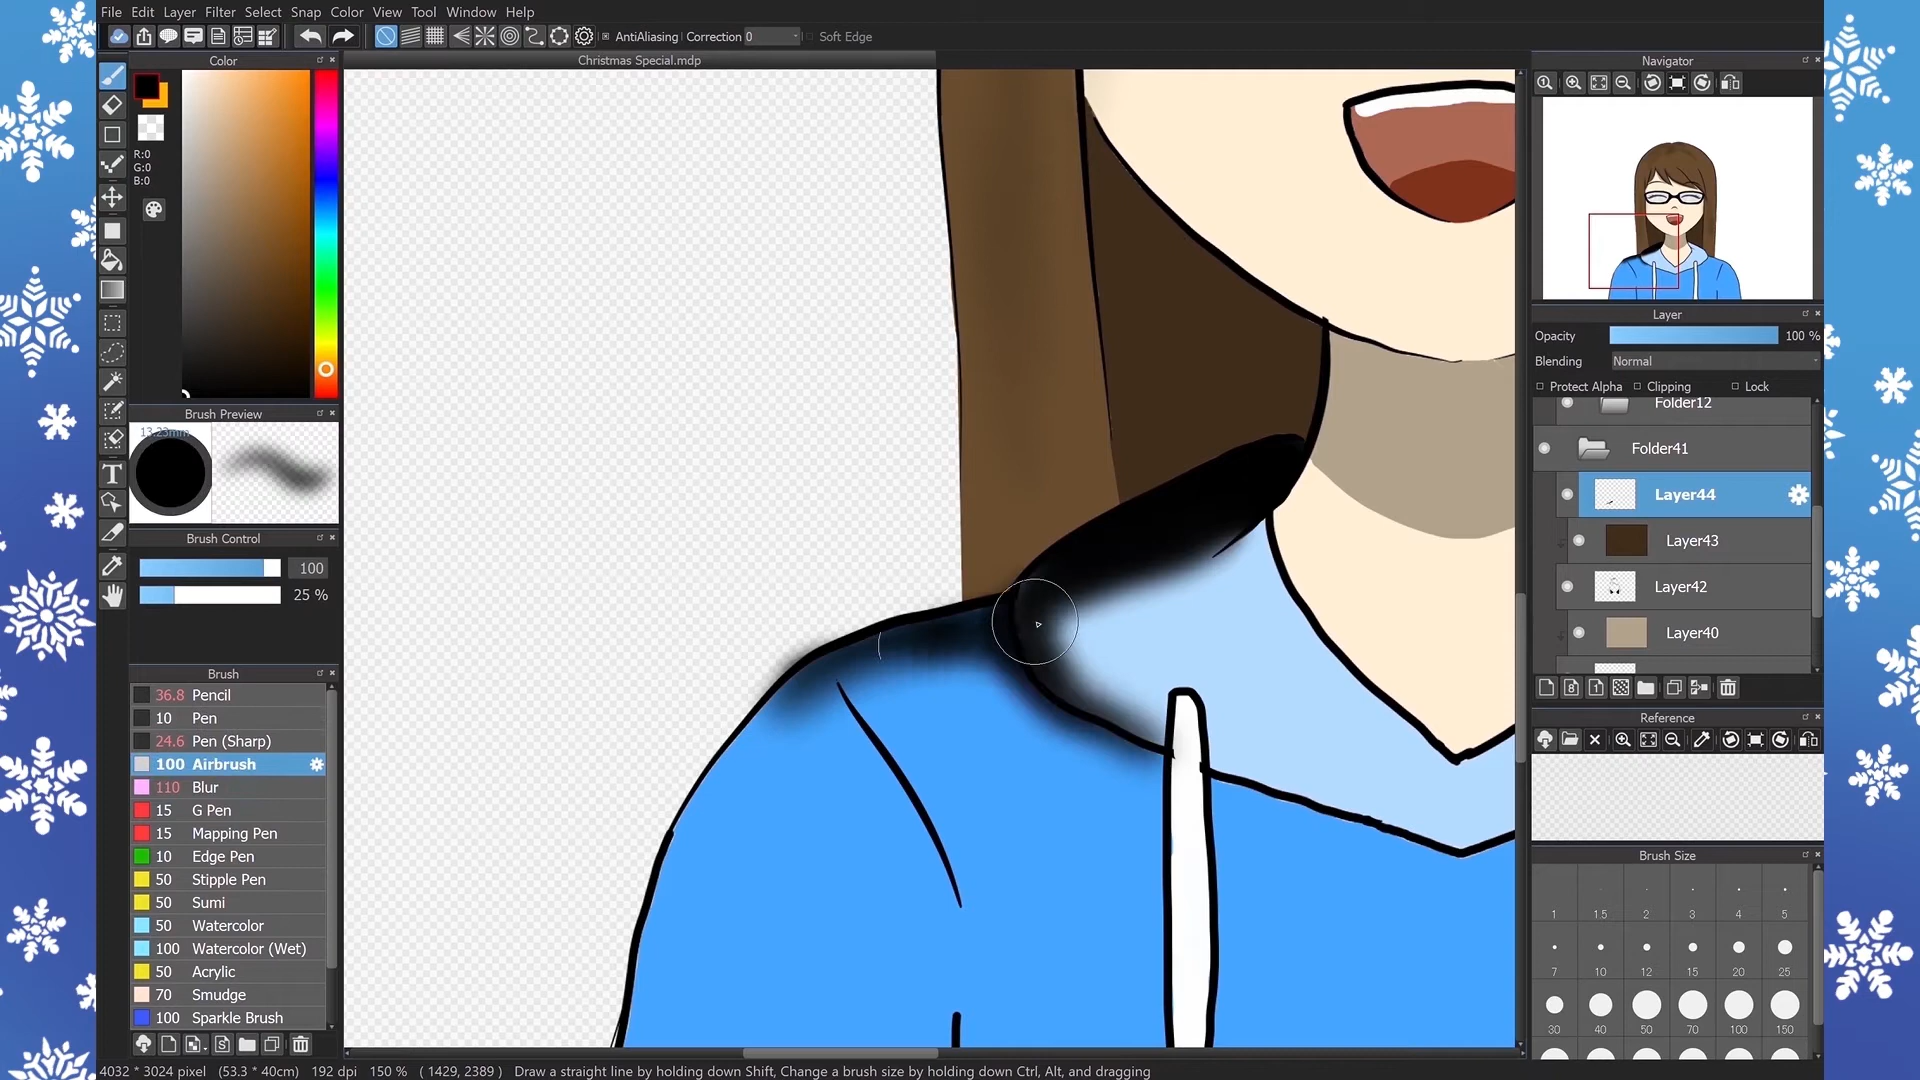 File Edit Layer Filter Select Snap Color View Tool Window Help
AntiAliasing Correction 0 Soft Edge
Color
Christmas Special.mdp
Navigator
R:0
G:0
B:0
Brush Preview
13.23mm
Brush Control
100
25 %
Layer
Opacity 100 %
Blending Normal
Protect Alpha Clipping Lock
Folder12
Folder41
Layer44
Layer43
Layer42
Layer40
Reference
Brush
36.8 Pencil
10 Pen
24.6 Pen (Sharp)
100 Airbrush
110 Blur
15 G Pen
15 Mapping Pen
10 Edge Pen
50 Stipple Pen
50 Sumi
50 Watercolor
100 Watercolor (Wet)
50 Acrylic
70 Smudge
100 Sparkle Brush
Brush Size
1 1.5 2 3 4 5
7 10 12 15 20 25
30 40 50 70 100 150
4032 * 3024 pixel (53.3 * 40cm) 192 dpi 150 % ( 1429, 2389 ) Draw a straight line by holding down Shift, Change a brush size by holding down Ctrl, Alt, and dragging